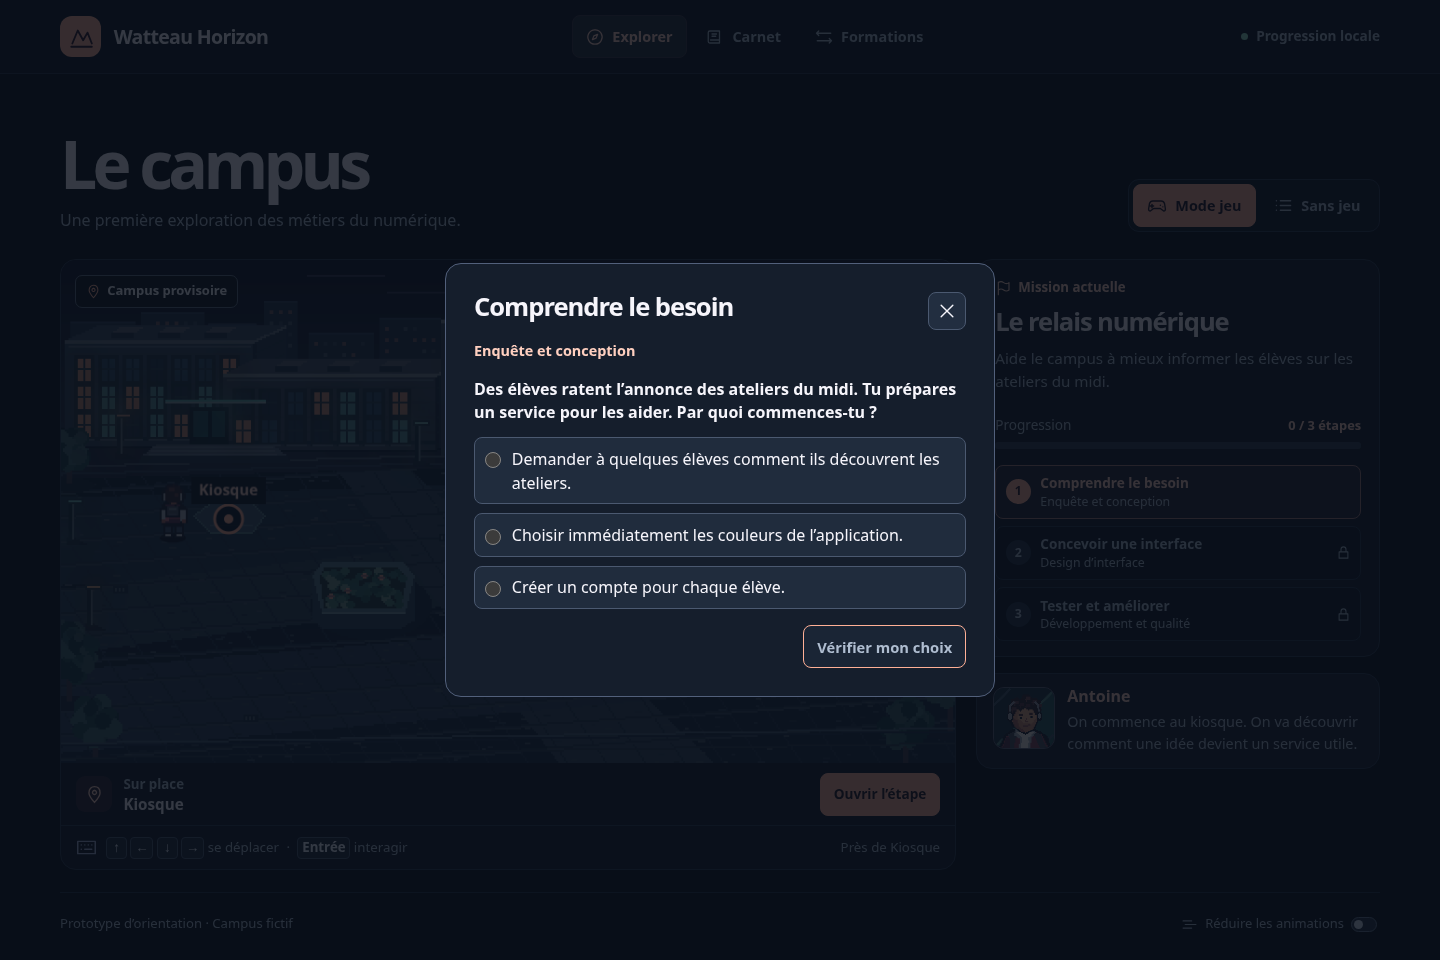 Watteau Horizon
Explorer
Carnet
Formations
Progression locale
Le campus
Une première exploration des métiers du numérique.
Mode jeu
Sans jeu
Campus provisoire
Kiosque
Comprendre le besoin
Enquête et conception
Des élèves ratent l’annonce des ateliers du midi. Tu prépares
un service pour les aider. Par quoi commences-tu ?
Demander à quelques élèves comment ils découvrent les
ateliers.
Choisir immédiatement les couleurs de l’application.
Créer un compte pour chaque élève.
Vérifier mon choix
Mission actuelle
Le relais numérique
Aide le campus à mieux informer les élèves sur les
ateliers du midi.
Progression
0 / 3 étapes
1
Comprendre le besoin
Enquête et conception
2
Concevoir une interface
Design d’interface
3
Tester et améliorer
Développement et qualité
Antoine
On commence au kiosque. On va découvrir
comment une idée devient un service utile.
Sur place
Kiosque
Ouvrir l’étape
↑ ← ↓ → se déplacer · Entrée interagir
Près de Kiosque
Prototype d’orientation · Campus fictif
Réduire les animations